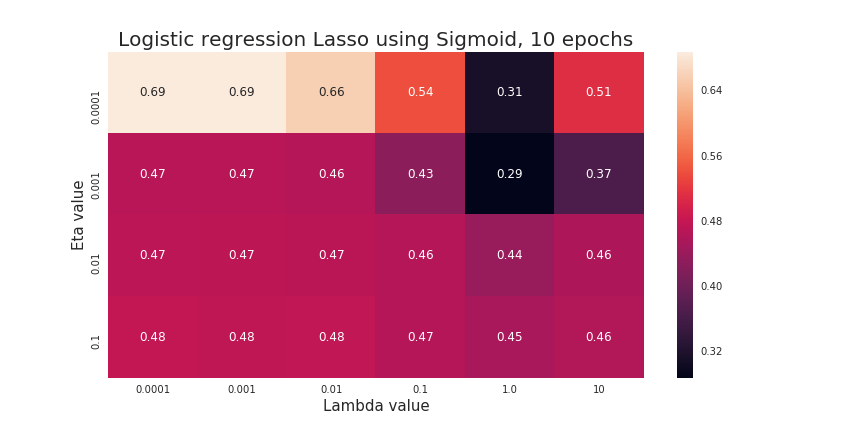 Logistic regression Lasso using Sigmoid, 10 epochs
Eta value
0.0001 0.69 0.69 0.66 0.54 0.31 0.51
0.001 0.47 0.47 0.46 0.43 0.29 0.37
0.01 0.47 0.47 0.47 0.46 0.44 0.46
0.1 0.48 0.48 0.48 0.47 0.45 0.46
0.0001 0.001 0.01 0.1 1.0 10
Lambda value
0.64
0.56
0.48
0.40
0.32